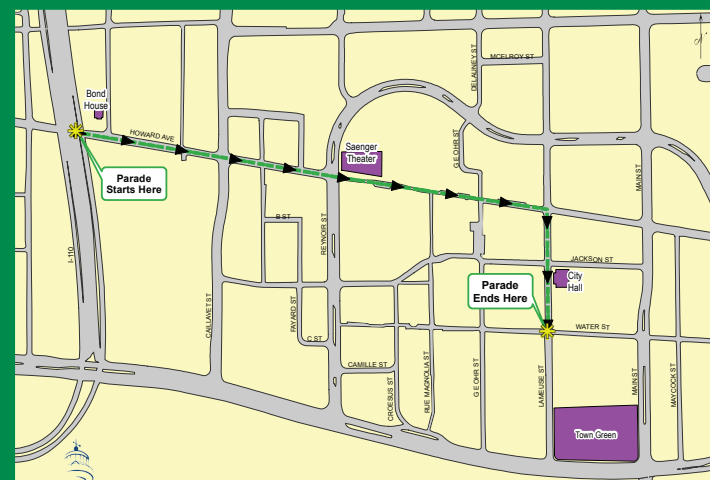 MCELROY ST
DELAUNEY ST
Bond
House
HOWARD AVE
Saenger
Theater
G E OHR ST
Parade
Starts Here
MAIN ST
B ST
REYNOIR ST
I-110
JACKSON ST
City
Hall
Parade
Ends Here
CAILLAVET ST
FAYARD ST
C ST
WATER ST
CAMILLE ST
CROESUS ST
RUE MAGNOLIA ST
G E OHR ST
LAMEUSE ST
MAIN ST
MAYCOCK ST
Town Green